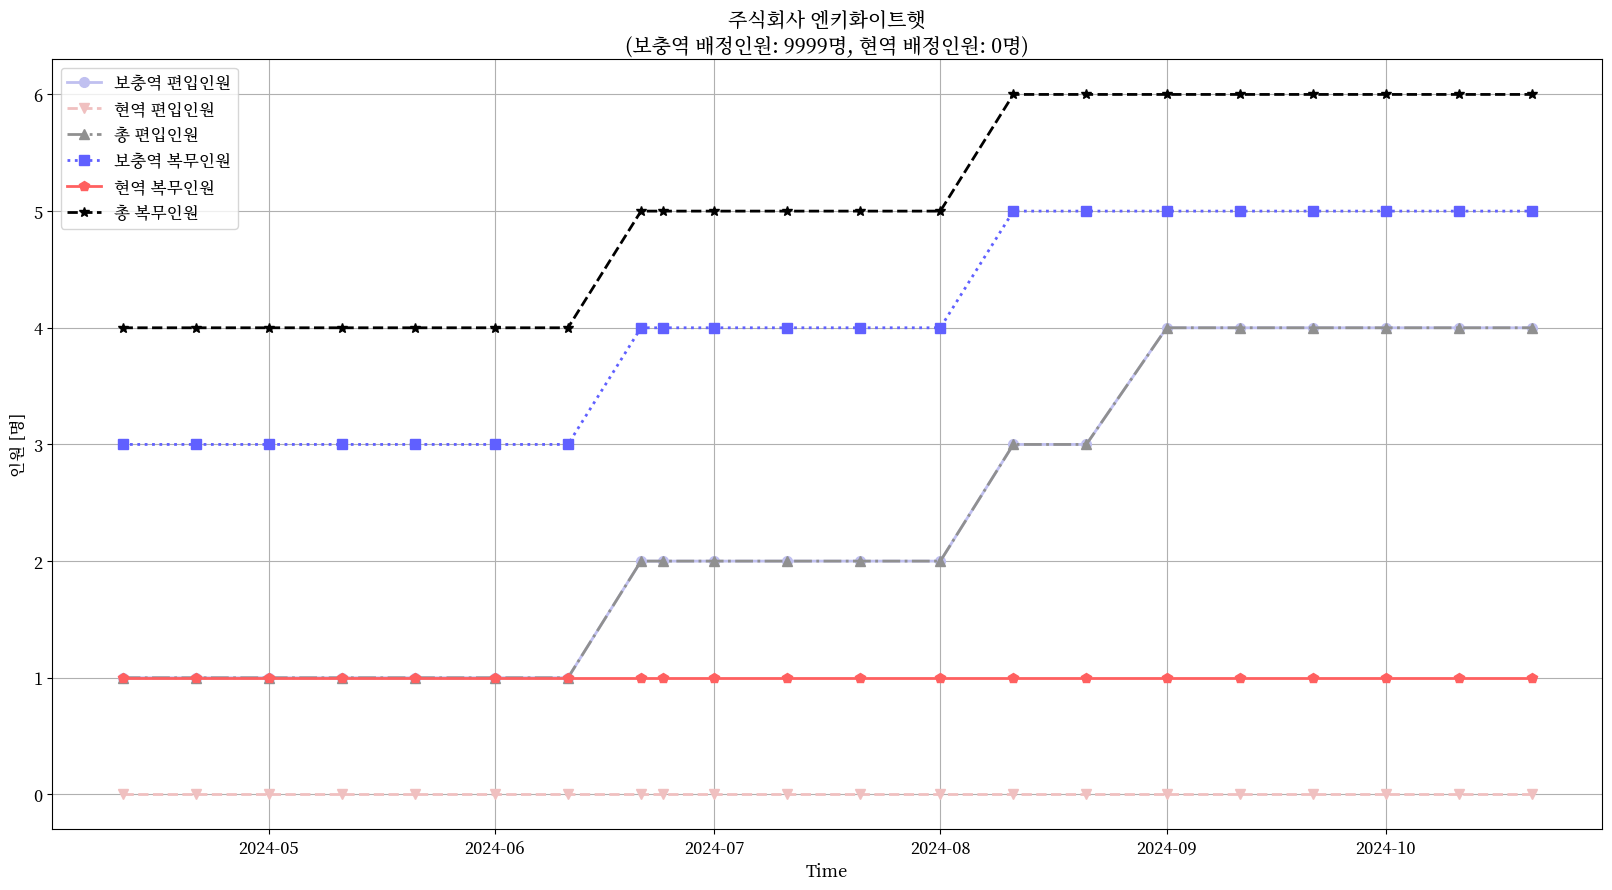 주식회사 엔키화이트햇
(보충역 배정인원: 9999명, 현역 배정인원: 0명)
보충역 편입인원
현역 편입인원
총 편입인원
보충역 복무인원
현역 복무인원
총 복무인원
인원 [명]
6
5
4
3
2
1
0
2024-05
2024-06
2024-07
2024-08
2024-09
2024-10
Time